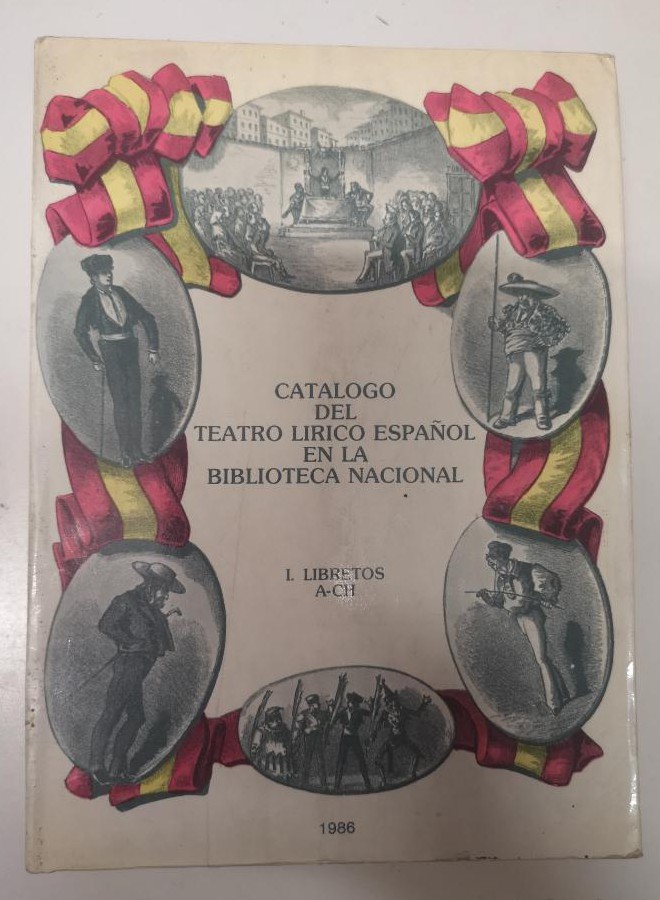 CATALOGO
DEL
TEATRO LIRICO ESPAÑOL
EN LA
BIBLIOTECA NACIONAL
I. LIBRETOS
A-CH
1986